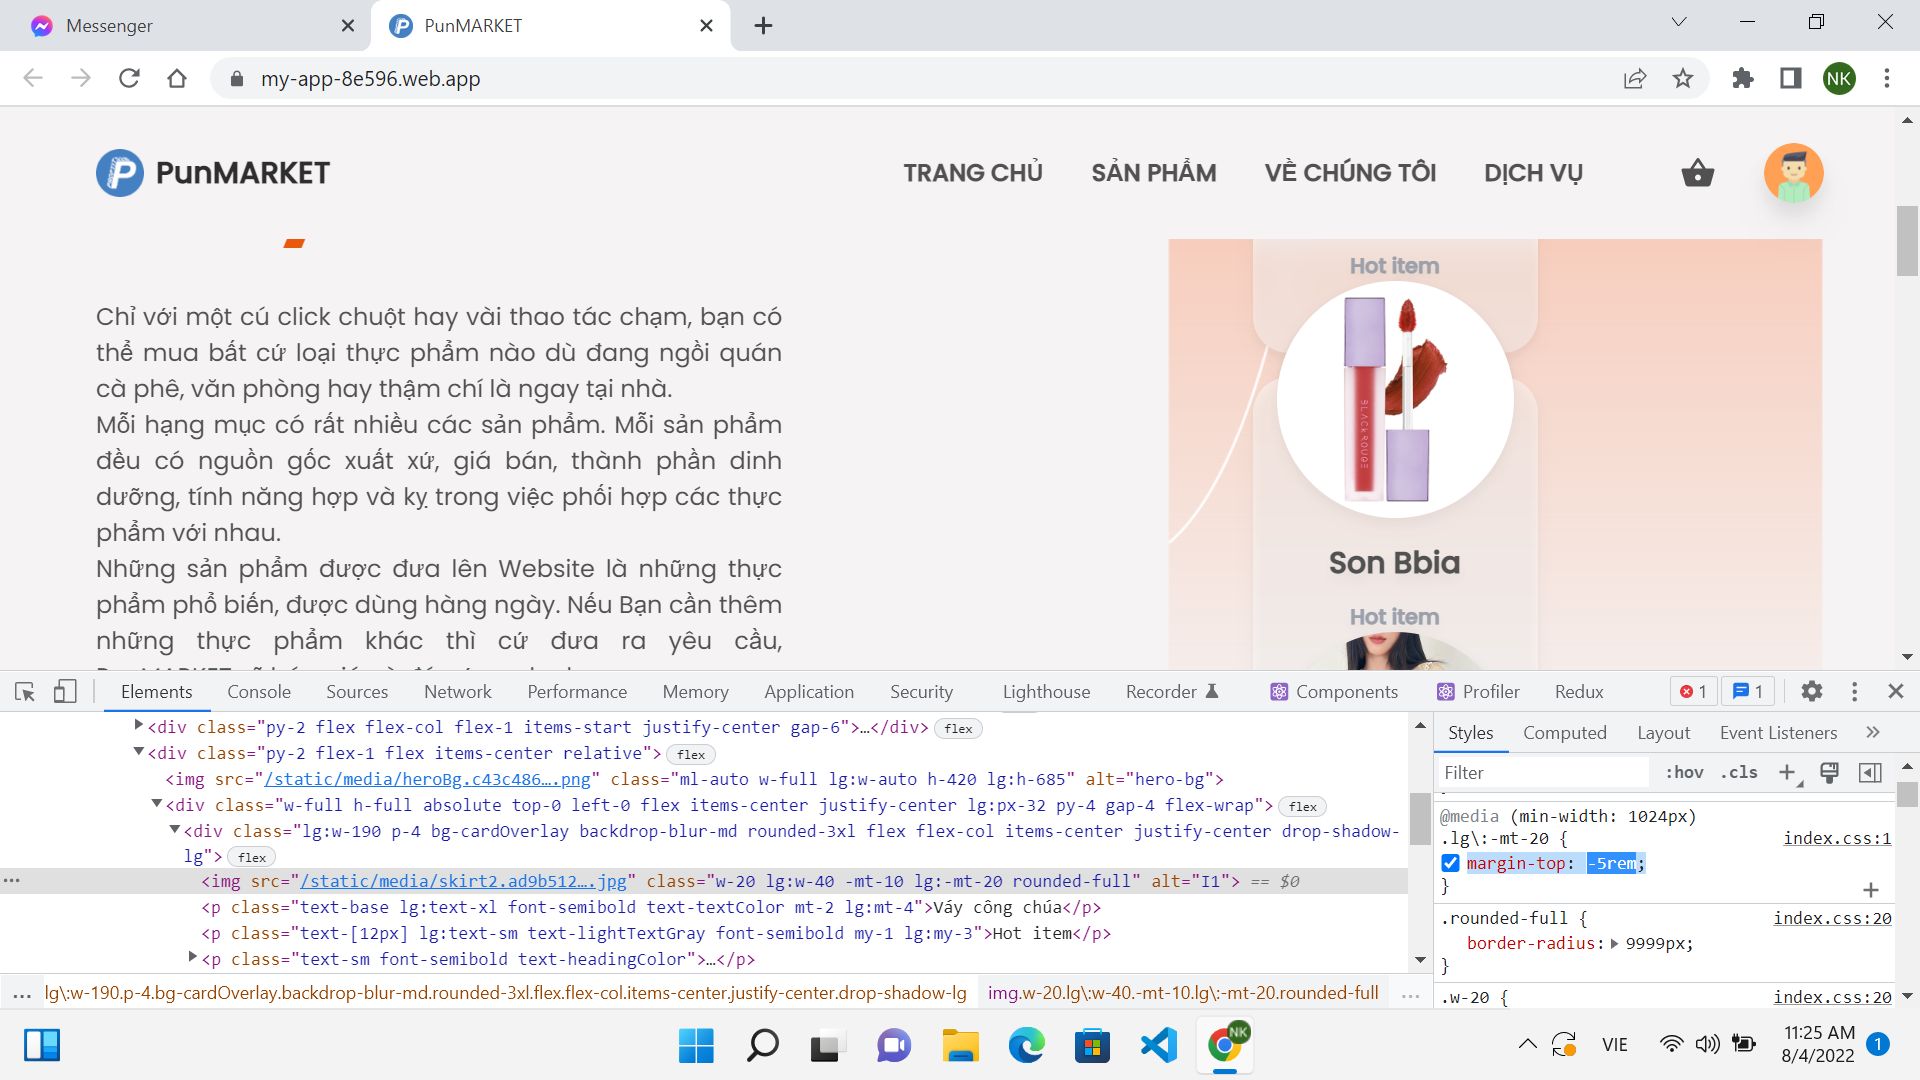 Messenger
PunMARKET
my-app-8e596.web.app
NK
PunMARKET
TRANG CHỦ
SẢN PHẨM
VỀ CHÚNG TÔI
DỊCH VỤ
Chỉ với một cú click chuột hay vài thao tác chạm, bạn có
thể mua bất cứ loại thực phẩm nào dù đang ngồi quán
cà phê, văn phòng hay thậm chí là ngay tại nhà.
Mỗi hạng mục có rất nhiều các sản phẩm. Mỗi sản phẩm
đều có nguồn gốc xuất xứ, giá bán, thành phần dinh
dưỡng, tính năng hợp và kỵ trong việc phối hợp các thực
phẩm với nhau.
Những sản phẩm được đưa lên Website là những thực
phẩm phổ biến, được dùng hàng ngày. Nếu Bạn cần thêm
những thực phẩm khác thì cứ đưa ra yêu cầu,
Hot item
BLACK ROUGE
Son Bbia
Hot item
Elements
Console
Sources
Network
Performance
Memory
Application
Security
Lighthouse
Recorder
Components
Profiler
Redux
1
1
<div class="py-2 flex flex-col flex-1 items-start justify-center gap-6">…</div> flex
<div class="py-2 flex-1 flex items-center relative"> flex
<img src="/static/media/heroBg.c43c486….png" class="ml-auto w-full lg:w-auto h-420 lg:h-685" alt="hero-bg">
<div class="w-full h-full absolute top-0 left-0 flex items-center justify-center lg:px-32 py-4 gap-4 flex-wrap"> flex
<div class="lg:w-190 p-4 bg-cardOverlay backdrop-blur-md rounded-3xl flex flex-col items-center justify-center drop-shadow-
lg"> flex
… <img src="/static/media/skirt2.ad9b512….jpg" class="w-20 lg:w-40 -mt-10 lg:-mt-20 rounded-full" alt="I1"> == $0
<p class="text-base lg:text-xl font-semibold text-textColor mt-2 lg:mt-4">Váy công chúa</p>
<p class="text-[12px] lg:text-sm text-lightTextGray font-semibold my-1 lg:my-3">Hot item</p>
<p class="text-sm font-semibold text-headingColor">…</p>
… lg\:w-190.p-4.bg-cardOverlay.backdrop-blur-md.rounded-3xl.flex.flex-col.items-center.justify-center.drop-shadow-lg img.w-20.lg\:w-40.-mt-10.lg\:-mt-20.rounded-full …
Styles
Computed
Layout
Event Listeners
Filter
:hov .cls
@media (min-width: 1024px)
.lg\:-mt-20 { index.css:1
margin-top: -5rem;
}
.rounded-full { index.css:20
border-radius: 9999px;
}
.w-20 { index.css:20
NK
VIE
11:25 AM
8/4/2022
1